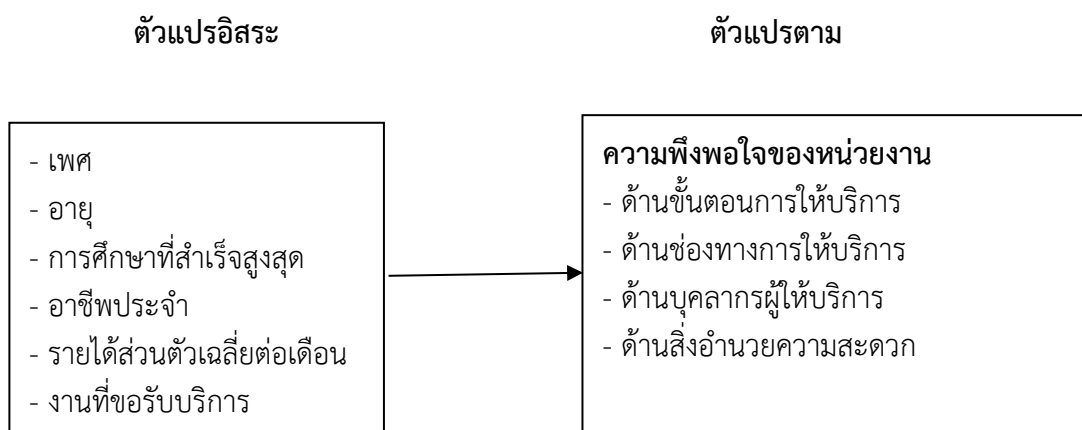 ตัวแปรอิสระ
ตัวแปรตาม
- เพศ
- อายุ
- การศึกษาที่สำเร็จสูงสุด
- อาชีพประจำ
- รายได้ส่วนตัวเฉลี่ยต่อเดือน
- งานที่ขอรับบริการ
ความพึงพอใจของหน่วยงาน
- ด้านขั้นตอนการให้บริการ
- ด้านช่องทางการให้บริการ
- ด้านบุคลากรผู้ให้บริการ
- ด้านสิ่งอำนวยความสะดวก